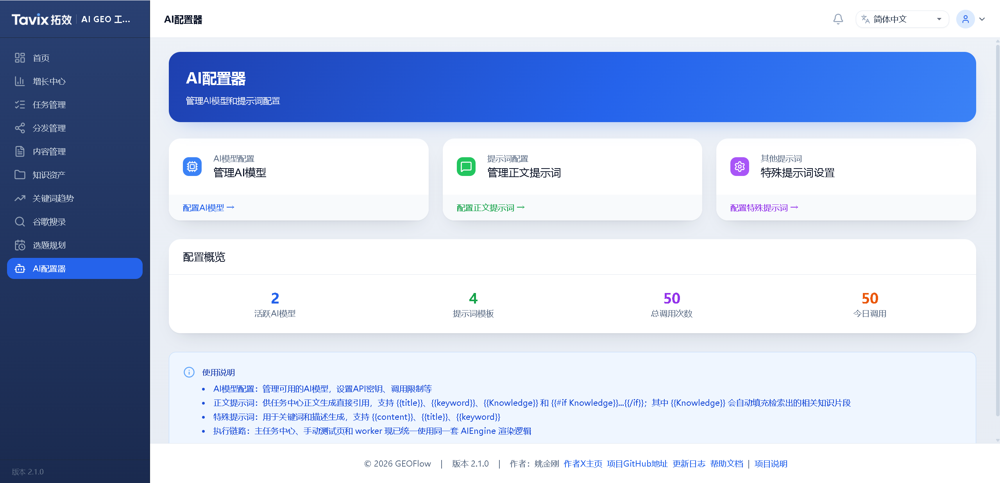 Tavix 拓效 AI GEO 工...
AI配置器
简体中文
首页
增长中心
任务管理
分发管理
内容管理
知识资产
关键词趋势
谷歌搜录
选题规划
AI配置器
版本 2.1.0
AI配置器
管理AI模型和提示词配置
AI模型配置
管理AI模型
配置AI模型 →
提示词配置
管理正文提示词
配置正文提示词 →
其他提示词
特殊提示词设置
配置特殊提示词 →
配置概览
2
活跃AI模型
4
提示词模板
50
总调用次数
50
今日调用
使用说明
• AI模型配置：管理可用的AI模型，设置API密钥、调用限制等
• 正文提示词：供任务中心正文生成直接引用，支持 {{title}}、{{keyword}}、{{Knowledge}} 和 {{#if Knowledge}}...{{/if}}；其中 {{Knowledge}} 会自动填充检索出的相关知识片段
• 特殊提示词：用于关键词和描述生成，支持 {{content}}、{{title}}、{{keyword}}
• 执行链路：主任务中心、手动测试页和 worker 现已统一使用同一套 AIEngine 渲染逻辑
© 2026 GEOFlow | 版本 2.1.0 | 作者：姚金刚 作者X主页 项目GitHub地址 更新日志 帮助文档 | 项目说明